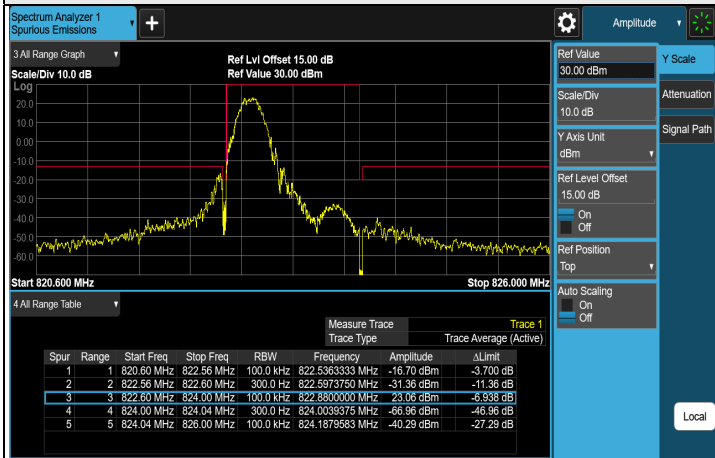 Spectrum Analyzer 1
Spurious Emissions
+
Amplitude
3 All Range Graph
Ref Lvl Offset 15.00 dB
Scale/Div 10.0 dB
Ref Value 30.00 dBm
Log
20.0
10.0
0.00
-10.0
-20.0
-30.0
-40.0
-50.0
-60.0
Start 820.600 MHz
Stop 826.000 MHz
4 All Range Table
Measure Trace Trace 1
Trace Type Trace Average (Active)
Spur Range Start Freq Stop Freq RBW Frequency Amplitude ΔLimit
1 1 820.60 MHz 822.56 MHz 100.0 kHz 822.5363333 MHz -16.70 dBm -3.700 dB
2 2 822.56 MHz 822.60 MHz 300.0 Hz 822.5973750 MHz -31.36 dBm -11.36 dB
3 3 822.60 MHz 824.00 MHz 100.0 kHz 822.8800000 MHz 23.06 dBm -6.938 dB
4 4 824.00 MHz 824.04 MHz 300.0 Hz 824.0039375 MHz -66.96 dBm -46.96 dB
5 5 824.04 MHz 826.00 MHz 100.0 kHz 824.1879583 MHz -40.29 dBm -27.29 dB
Ref Value
30.00 dBm
Scale/Div
10.0 dB
Y Axis Unit
dBm
Ref Level Offset
15.00 dB
On
Off
Ref Position
Top
Auto Scaling
On
Off
Y Scale
Attenuation
Signal Path
Local